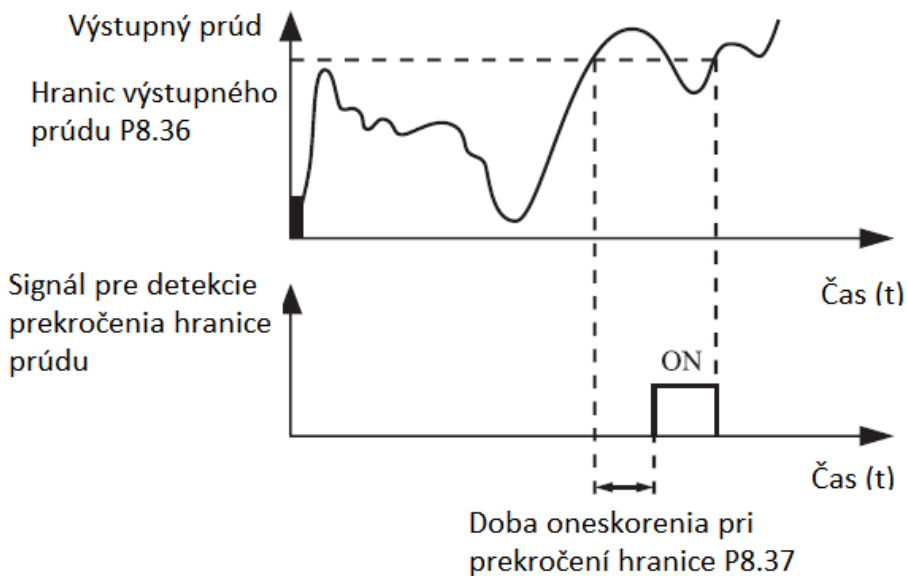 Výstupný prúd
Hranic výstupného
prúdu P8.36
Čas (t)
Signál pre detekcie
prekročenia hranice
prúdu
ON
Čas (t)
Doba oneskorenia pri
prekročení hranice P8.37